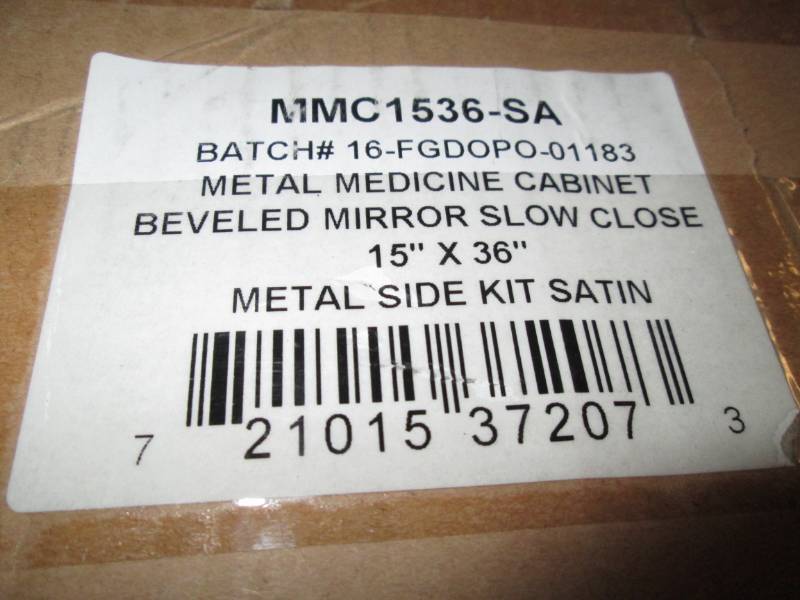 MMC1536-SA
BATCH# 16-FGDOPO-01183
METAL MEDICINE CABINET
BEVELED MIRROR SLOW CLOSE
15" X 36"
METAL SIDE KIT SATIN
7 21015 37207 3